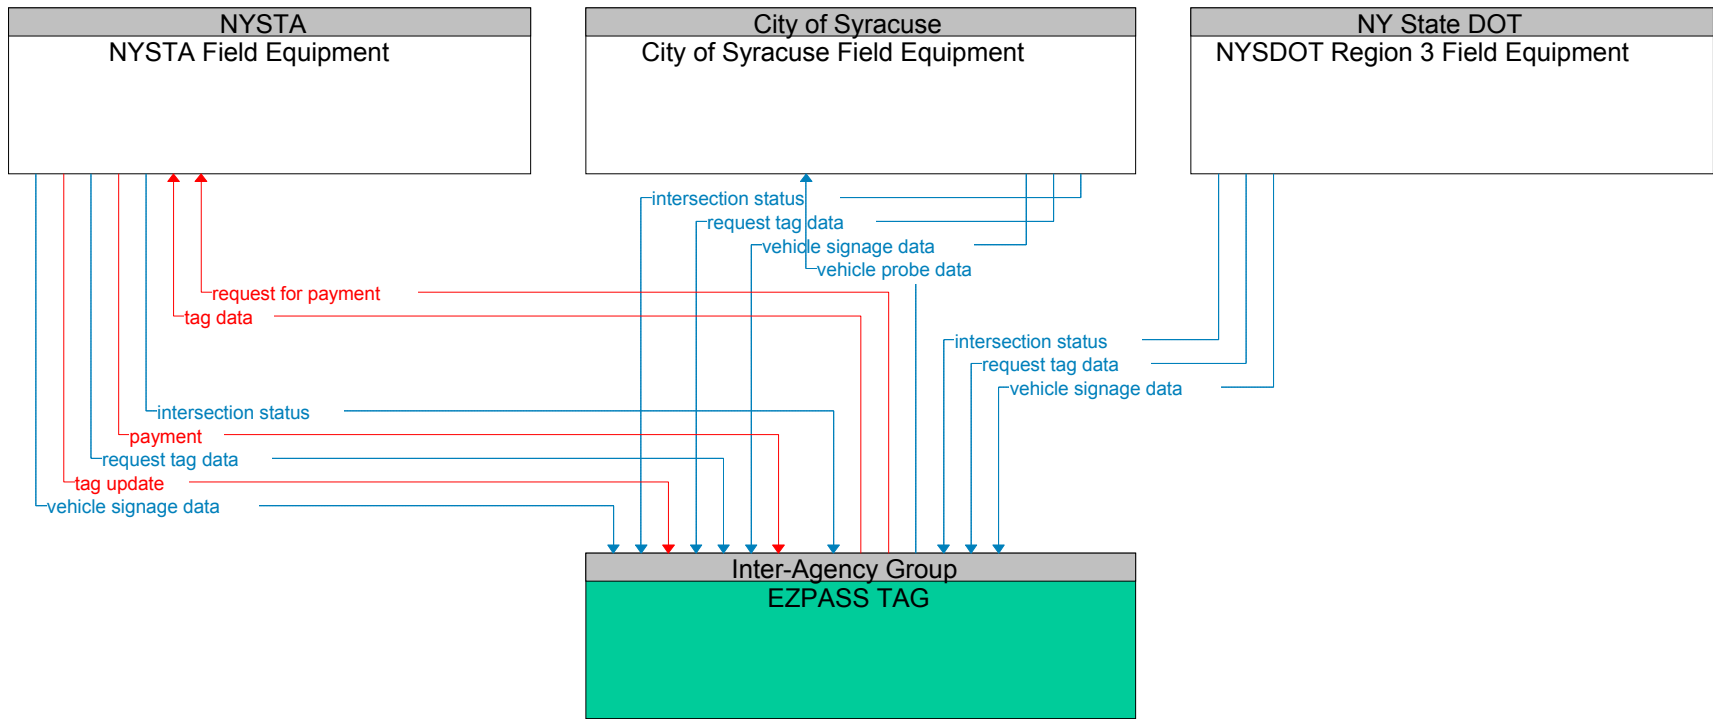 NYSTA
NYSTA Field Equipment
City of Syracuse
City of Syracuse Field Equipment
NY State DOT
NYSDOT Region 3 Field Equipment
intersection status
request tag data
vehicle signage data
vehicle probe data
request for payment
tag data
intersection status
request tag data
vehicle signage data
intersection status
payment
request tag data
tag update
vehicle signage data
Inter-Agency Group
EZPASS TAG